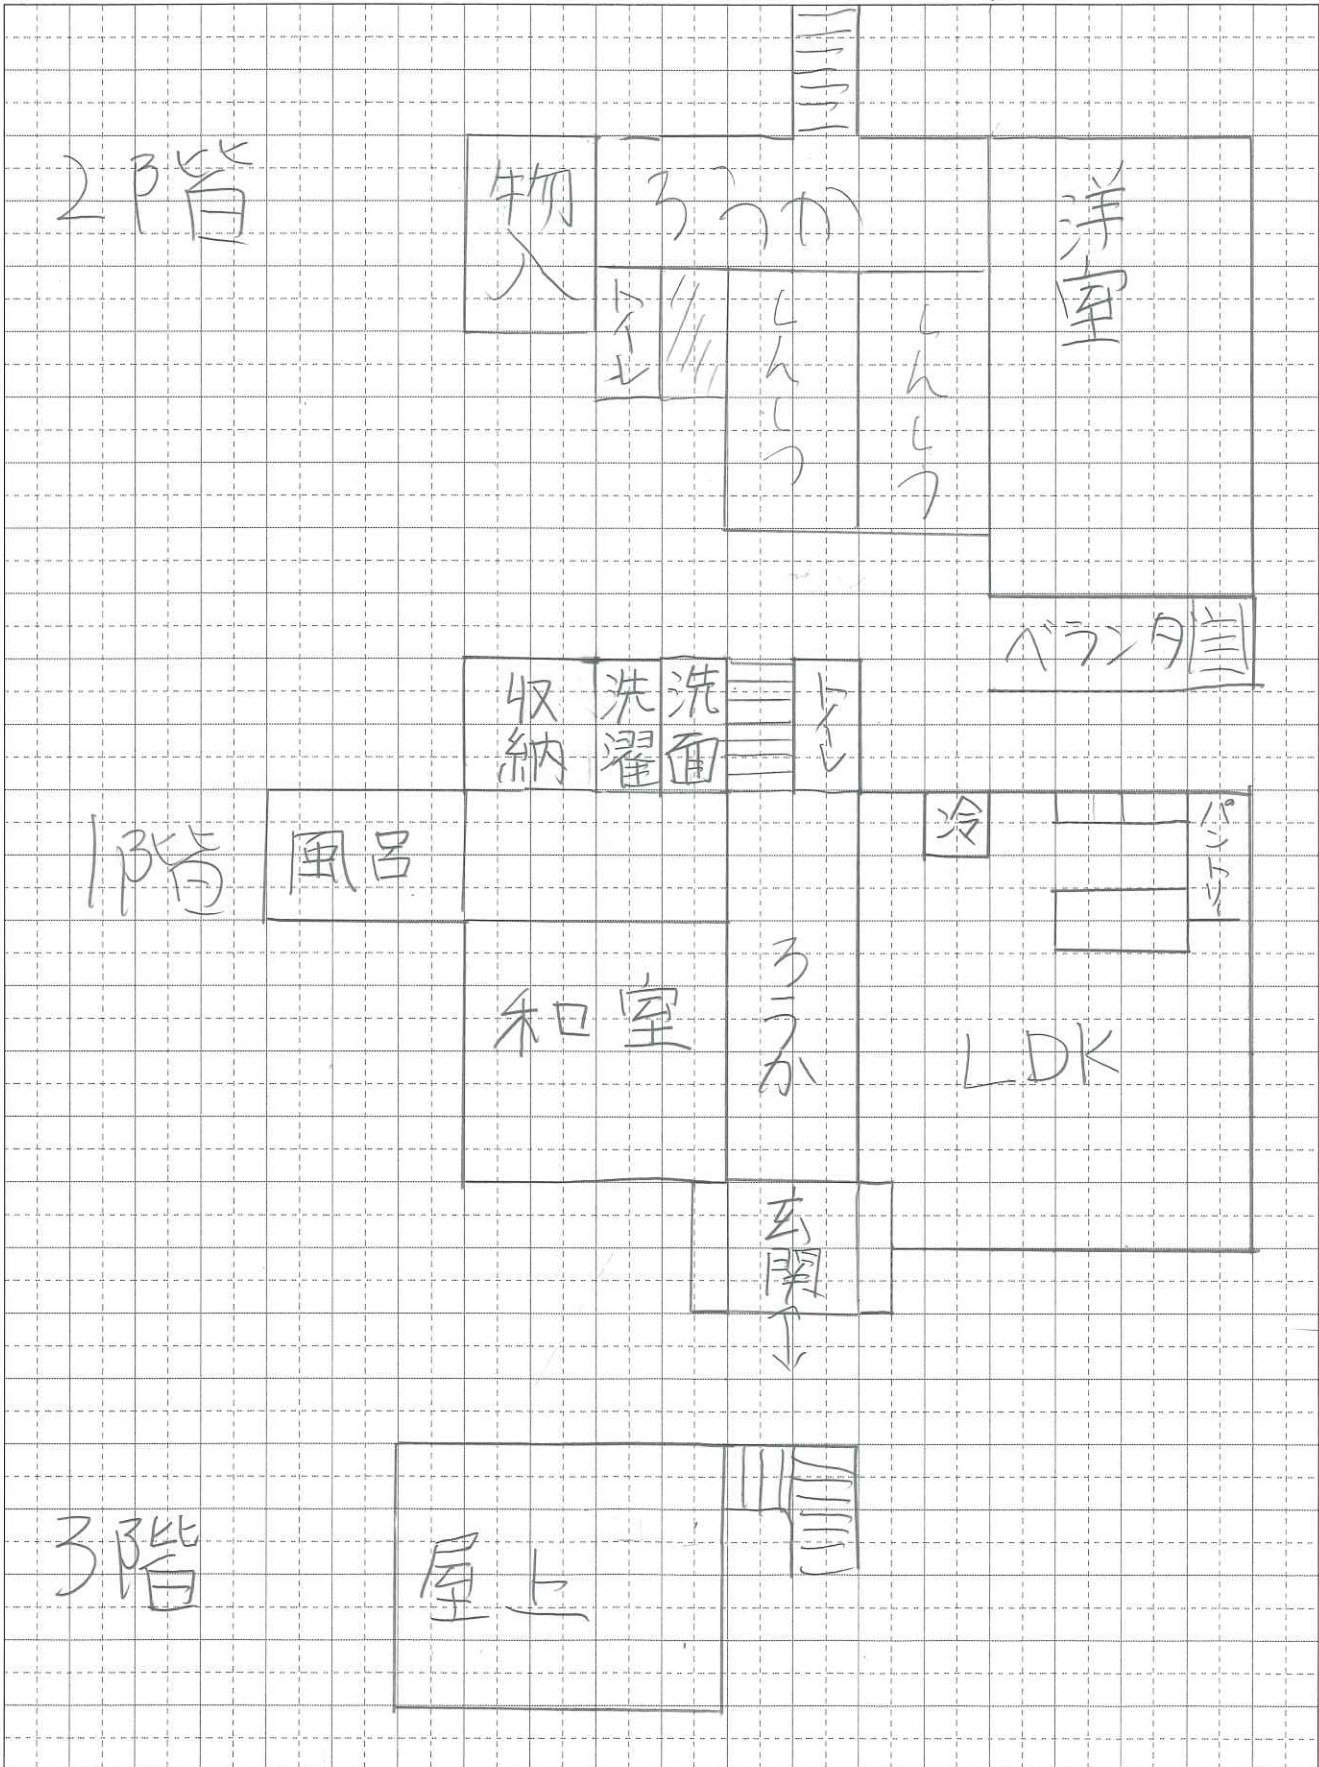 2階
物入
ろうか
洋室
トイレ
しんしつ
しんしつ
ベランダ
収納
洗濯
洗面
トイレ
1階
風呂
冷
パントリー
和室
ろうか
LDK
玄関
3階
屋上